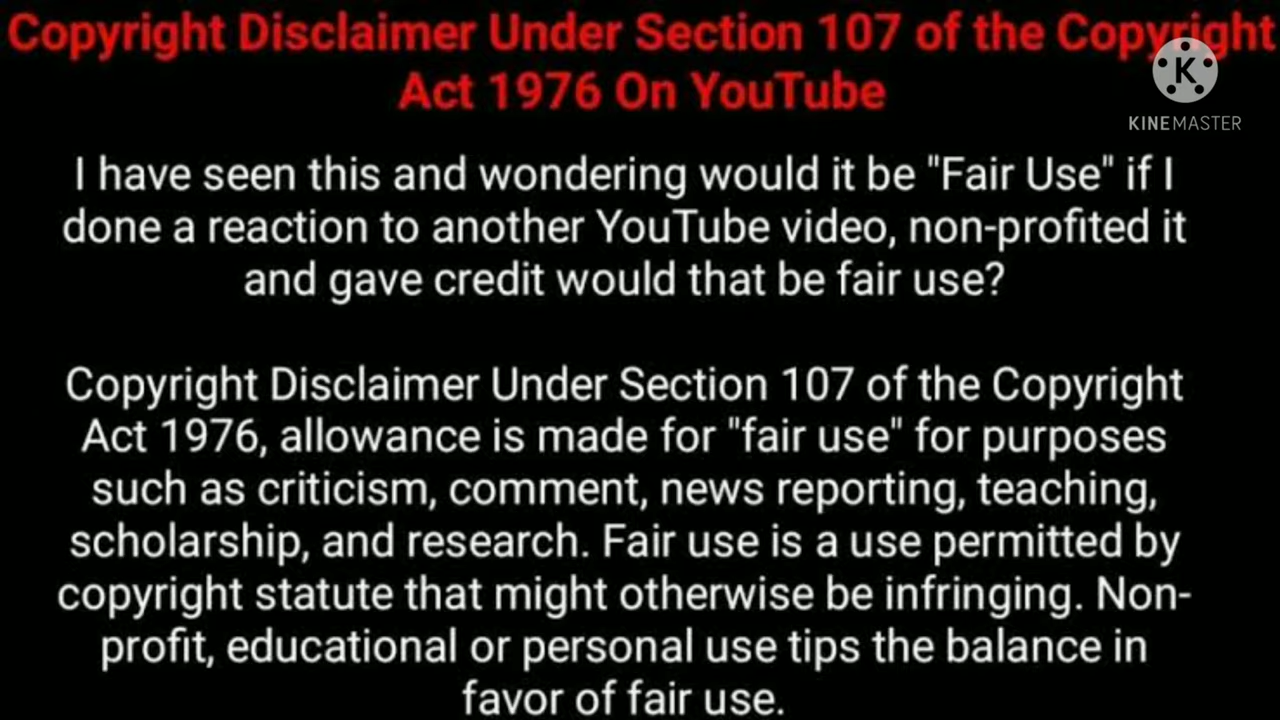 Copyright Disclaimer Under Section 107 of the Copyright
Act 1976 On YouTube
K
KINEMASTER
I have seen this and wondering would it be "Fair Use" if I
done a reaction to another YouTube video, non-profited it
and gave credit would that be fair use?
Copyright Disclaimer Under Section 107 of the Copyright
Act 1976, allowance is made for "fair use" for purposes
such as criticism, comment, news reporting, teaching,
scholarship, and research. Fair use is a use permitted by
copyright statute that might otherwise be infringing. Non-
profit, educational or personal use tips the balance in
favor of fair use.